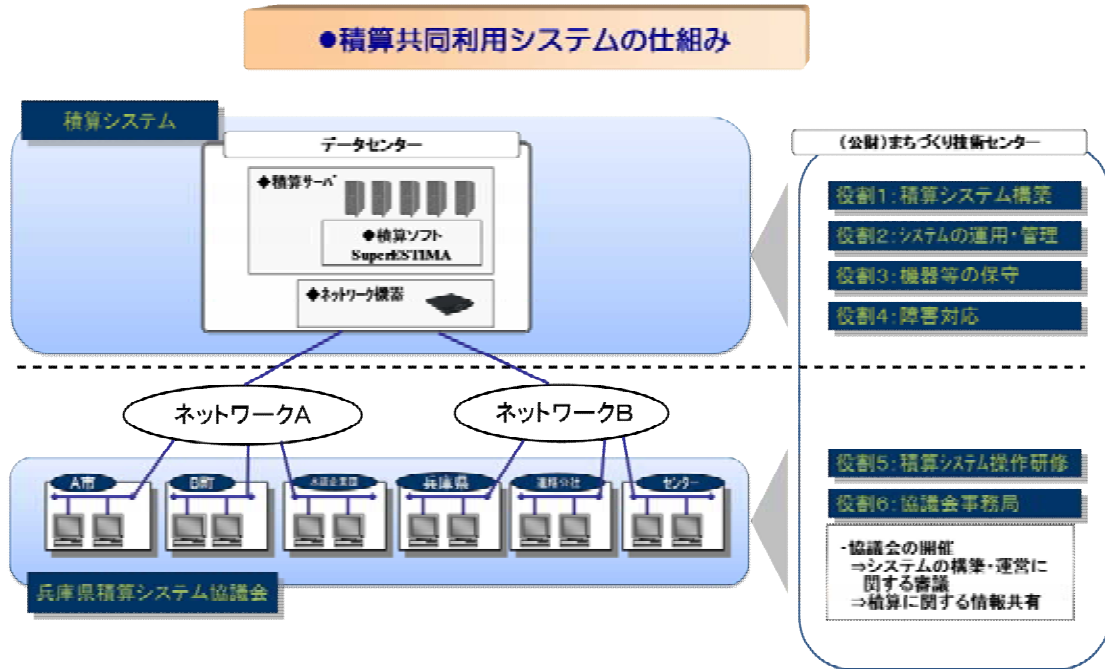 ●積算共同利用システムの仕組み
積算システム
データセンター
◆積算サーバ
◆積算ソフト
SuperESTIMA
◆ネットワーク機器
ネットワークA
ネットワークB
A市
B町
水道企業団
兵庫県
道路公社
センター
兵庫県積算システム協議会
(公財)まちづくり技術センター
役割1:積算システム構築
役割2:システムの運用・管理
役割3:機器等の保守
役割4:障害対応
役割5:積算システム操作研修
役割6:協議会事務局
・協議会の開催
⇒システムの構築・運営に
関する審議
⇒積算に関する情報共有